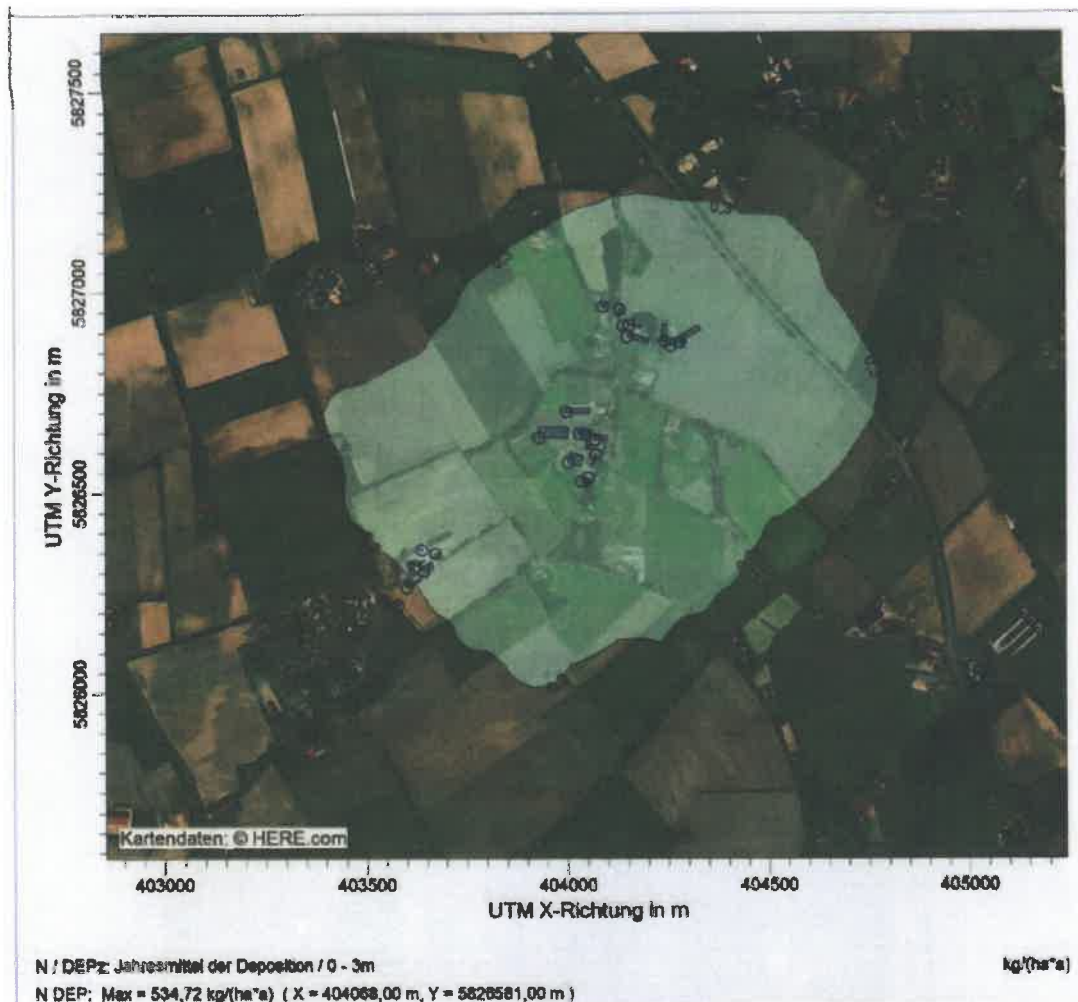 5827500
5827000
5826500
5826000
UTM Y-Richtung in m
Kartendaten: © HERE.com
403000 403500 404000 404500 405000
UTM X-Richtung in m
N / DEPz: Jahresmittel der Deposition / 0 - 3m kg/(ha*a)
N DEP: Max = 534,72 kg/(ha*a) ( X = 404068,00 m, Y = 5826581,00 m )